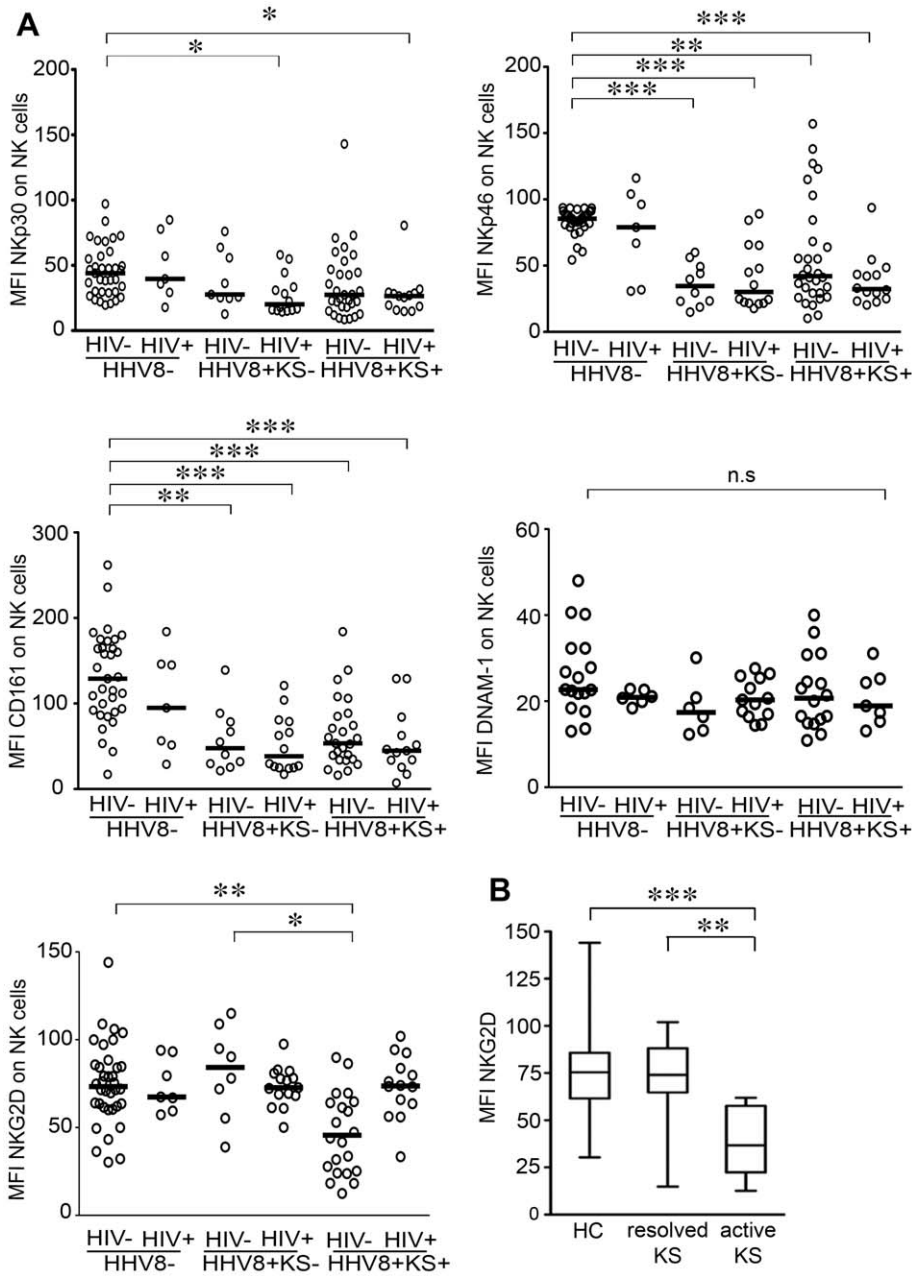 A
*
*
200
150
100
50
0
MFI NKp30 on NK cells
HIV- HIV+ HIV- HIV+ HIV- HIV+
HHV8- HHV8+KS- HHV8+KS+
***
**
***
***
200
150
100
50
0
MFI NKp46 on NK cells
HIV- HIV+ HIV- HIV+ HIV- HIV+
HHV8- HHV8+KS- HHV8+KS+
***
***
***
**
300
200
100
0
MFI CD161 on NK cells
HIV- HIV+ HIV- HIV+ HIV- HIV+
HHV8- HHV8+KS- HHV8+KS+
n.s
60
40
20
0
MFI DNAM-1 on NK cells
HIV- HIV+ HIV- HIV+ HIV- HIV+
HHV8- HHV8+KS- HHV8+KS+
**
*
150
100
50
0
MFI NKG2D on NK cells
HIV- HIV+ HIV- HIV+ HIV- HIV+
HHV8- HHV8+KS- HHV8+KS+
B
***
**
150
125
100
75
50
25
0
MFI NKG2D
HC resolved active
KS KS